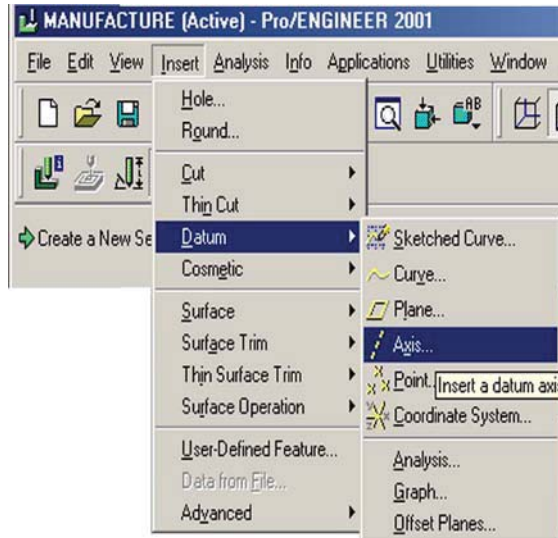 MANUFACTURE (Active) - Pro/ENGINEER 2001
File Edit View Insert Analysis Info Applications Utilities Window
Hole...
Round...
Cut
Thin Cut
Create a New Se
Datum
Cosmetic
Surface
Surface Trim
Thin Surface Trim
Surface Operation
User-Defined Feature...
Data from File...
Advanced
Sketched Curve...
Curve...
Plane...
Axis...
Point.
Insert a datum axi
Coordinate System...
Analysis...
Graph...
Offset Planes...
AB